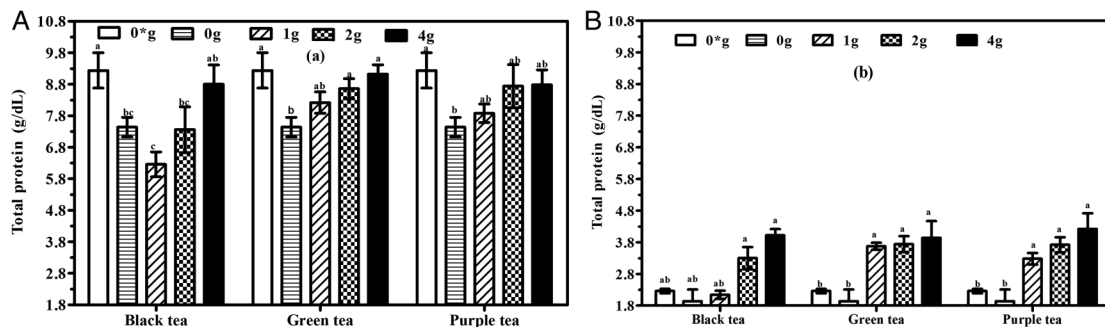 A
10.8
9.8
8.8
7.8
6.8
5.8
4.8
3.8
2.8
1.8
Total protein (g/dL)
0*g 0g 1g 2g 4g
(a)
a bc c bc ab
a b ab a a
a b ab ab ab
Black tea Green tea Purple tea
B
10.8
9.8
8.8
7.8
6.8
5.8
4.8
3.8
2.8
1.8
Total protein (g/dL)
0*g 0g 1g 2g 4g
(b)
ab ab ab a a
b b a a a
b b a a a
Black tea Green tea Purple tea